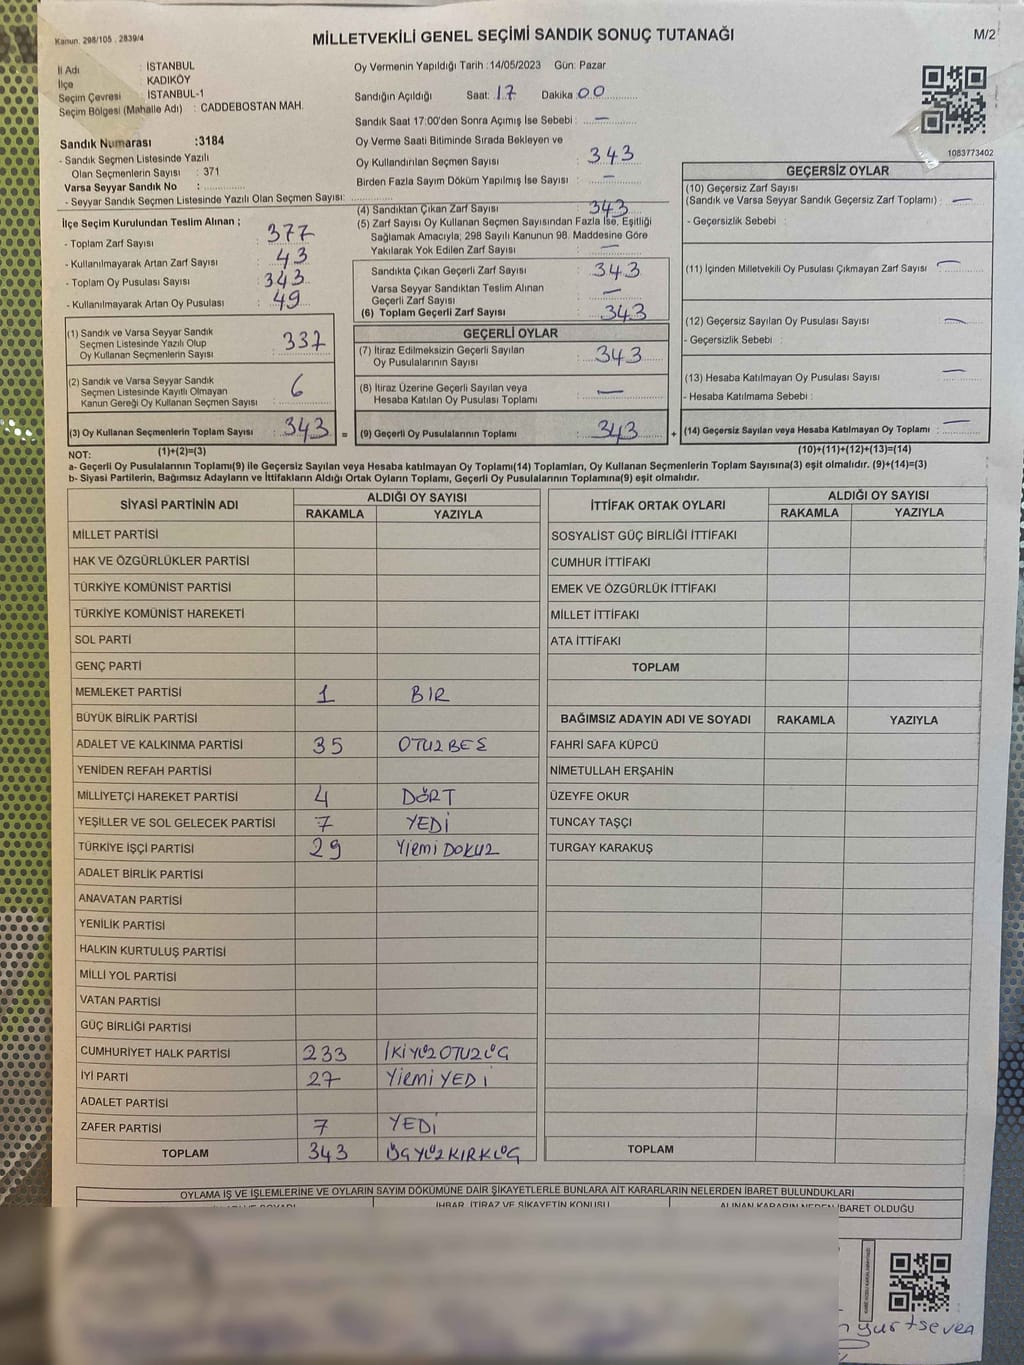 Kanun: 298/105 . 2839/4
MİLLETVEKİLİ GENEL SEÇİMİ SANDIK SONUÇ TUTANAĞI
M/2
İl Adı : İSTANBUL
İlçe : KADIKÖY
Seçim Çevresi : İSTANBUL-1
Seçim Bölgesi (Mahalle Adı) : CADDEBOSTAN MAH.
Sandık Numarası :3184
- Sandık Seçmen Listesinde Yazılı
Olan Seçmenlerin Sayısı : 371
Varsa Seyyar Sandık No :
- Seyyar Sandık Seçmen Listesinde Yazılı Olan Seçmen Sayısı:
Oy Vermenin Yapıldığı Tarih :14/05/2023 Gün: Pazar
Sandığın Açıldığı Saat: 17 Dakika 00
Sandık Saat 17:00'den Sonra Açımış İse Sebebi : —
Oy Verme Saati Bitiminde Sırada Bekleyen ve
Oy Kullandırılan Seçmen Sayısı : 343
Birden Fazla Sayım Döküm Yapılmış İse Sayısı : —
1083773402
İlçe Seçim Kurulundan Teslim Alınan ;
- Toplam Zarf Sayısı : 377
- Kullanılmayarak Artan Zarf Sayısı : 43
- Toplam Oy Pusulası Sayısı : 343
- Kullanılmayarak Artan Oy Pusulası : 49
(1) Sandık ve Varsa Seyyar Sandık
Seçmen Listesinde Yazılı Olup
Oy Kullanan Seçmenlerin Sayısı : 337
(2) Sandık ve Varsa Seyyar Sandık
Seçmen Listesinde Kayıtlı Olmayan
Kanun Gereği Oy Kullanan Seçmen Sayısı : 6
(3) Oy Kullanan Seçmenlerin Toplam Sayısı : 343 =
(4) Sandıktan Çıkan Zarf Sayısı : 343
(5) Zarf Sayısı Oy Kullanan Seçmen Sayısından Fazla İse, Eşitliği
Sağlamak Amacıyla; 298 Sayılı Kanunun 98. Maddesine Göre
Yakılarak Yok Edilen Zarf Sayısı : —
Sandıkta Çıkan Geçerli Zarf Sayısı : 343
Varsa Seyyar Sandıktan Teslim Alınan
Geçerli Zarf Sayısı : —
(6) Toplam Geçerli Zarf Sayısı : 343
GEÇERLİ OYLAR
(7) İtiraz Edilmeksizin Geçerli Sayılan
Oy Pusulalarının Sayısı : 343
(8) İtiraz Üzerine Geçerli Sayılan veya
Hesaba Katılan Oy Pusulası Toplamı : —
(9) Geçerli Oy Pusulalarının Toplamı : 343 +
GEÇERSİZ OYLAR
(10) Geçersiz Zarf Sayısı
(Sandık ve Varsa Seyyar Sandık Geçersiz Zarf Toplamı) : —
- Geçersizlik Sebebi :
(11) İçinden Milletvekili Oy Pusulası Çıkmayan Zarf Sayısı : —
(12) Geçersiz Sayılan Oy Pusulası Sayısı : —
- Geçersizlik Sebebi :
(13) Hesaba Katılmayan Oy Pusulası Sayısı : —
- Hesaba Katılmama Sebebi :
(14) Geçersiz Sayılan veya Hesaba Katılmayan Oy Toplamı : —
NOT: (1)+(2)=(3) (10)+(11)+(12)+(13)=(14)
a- Geçerli Oy Pusulalarının Toplamı(9) ile Geçersiz Sayılan veya Hesaba katılmayan Oy Toplamı(14) Toplamları, Oy Kullanan Seçmenlerin Toplam Sayısına(3) eşit olmalıdır. (9)+(14)=(3)
b- Siyasi Partilerin, Bağımsız Adayların ve İttifakların Aldığı Ortak Oyların Toplamı, Geçerli Oy Pusulalarının Toplamına(9) eşit olmalıdır.
SİYASİ PARTİNİN ADI ALDIĞI OY SAYISI
RAKAMLA YAZIYLA
MİLLET PARTİSİ
HAK VE ÖZGÜRLÜKLER PARTİSİ
TÜRKİYE KOMÜNİST PARTİSİ
TÜRKİYE KOMÜNİST HAREKETİ
SOL PARTİ
GENÇ PARTİ
MEMLEKET PARTİSİ 1 BİR
BÜYÜK BİRLİK PARTİSİ
ADALET VE KALKINMA PARTİSİ 35 OTUZBEŞ
YENİDEN REFAH PARTİSİ
MİLLİYETÇİ HAREKET PARTİSİ 4 DÖRT
YEŞİLLER VE SOL GELECEK PARTİSİ 7 YEDİ
TÜRKİYE İŞÇİ PARTİSİ 29 YİRMİ DOKUZ
ADALET BİRLİK PARTİSİ
ANAVATAN PARTİSİ
YENİLİK PARTİSİ
HALKIN KURTULUŞ PARTİSİ
MİLLİ YOL PARTİSİ
VATAN PARTİSİ
GÜÇ BİRLİĞİ PARTİSİ
CUMHURİYET HALK PARTİSİ 233 İKİYÜZOTUZÜÇ
İYİ PARTİ 27 YİRMİ YEDİ
ADALET PARTİSİ
ZAFER PARTİSİ 7 YEDİ
TOPLAM 343 ÜÇYÜZKIRKÜÇ
İTTİFAK ORTAK OYLARI ALDIĞI OY SAYISI
RAKAMLA YAZIYLA
SOSYALİST GÜÇ BİRLİĞİ İTTİFAKI
CUMHUR İTTİFAKI
EMEK VE ÖZGÜRLÜK İTTİFAKI
MİLLET İTTİFAKI
ATA İTTİFAKI
TOPLAM
BAĞIMSIZ ADAYIN ADI VE SOYADI RAKAMLA YAZIYLA
FAHRİ SAFA KÜPCÜ
NİMETULLAH ERŞAHİN
ÜZEYFE OKUR
TUNCAY TAŞÇI
TURGAY KARAKUŞ
TOPLAM
OYLAMA İŞ VE İŞLEMLERİNE VE OYLARIN SAYIM DÖKÜMÜNE DAİR ŞİKAYETLERLE BUNLARA AİT KARARLARIN NELERDEN İBARET BULUNDUKLARI
İHBAR, İTİRAZ VE ŞİKAYETİN KONUSU ALINAN KARARIN NEDEN İBARET OLDUĞU
yurtseven